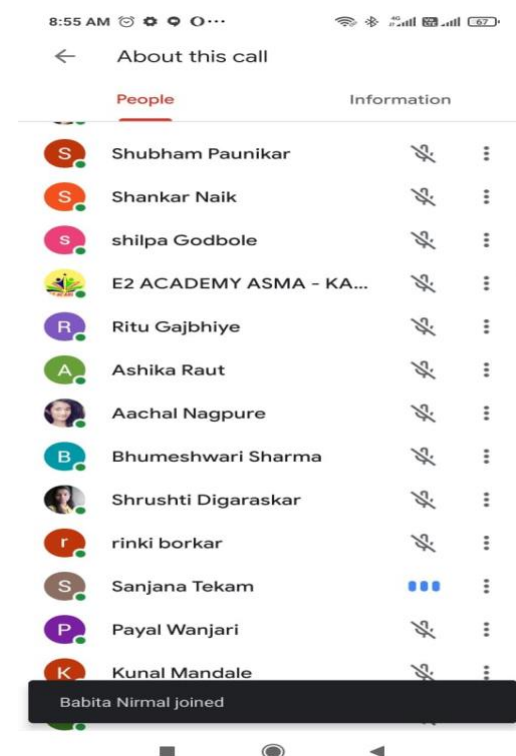 8:55 AM
4G
67
About this call
People
Information
S Shubham Paunikar
S Shankar Naik
s shilpa Godbole
E2 ACADEMY ASMA - KA...
R Ritu Gajbhiye
A Ashika Raut
Aachal Nagpure
B Bhumeshwari Sharma
Shrushti Digaraskar
r rinki borkar
S Sanjana Tekam
P Payal Wanjari
K Kunal Mandale
Babita Nirmal joined